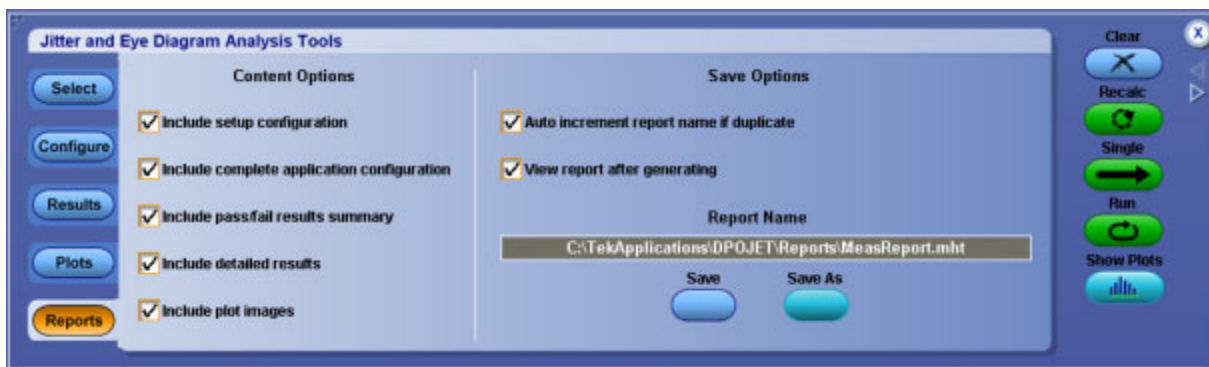 Jitter and Eye Diagram Analysis Tools
Select
Configure
Results
Plots
Reports
Content Options
Include setup configuration
Include complete application configuration
Include pass/fail results summary
Include detailed results
Include plot images
Save Options
Auto increment report name if duplicate
View report after generating
Report Name
C:\TekApplications\DPOJET\Reports\MeasReport.mht
Save
Save As
Clear
X
Recalc
Single
Run
Show Plots